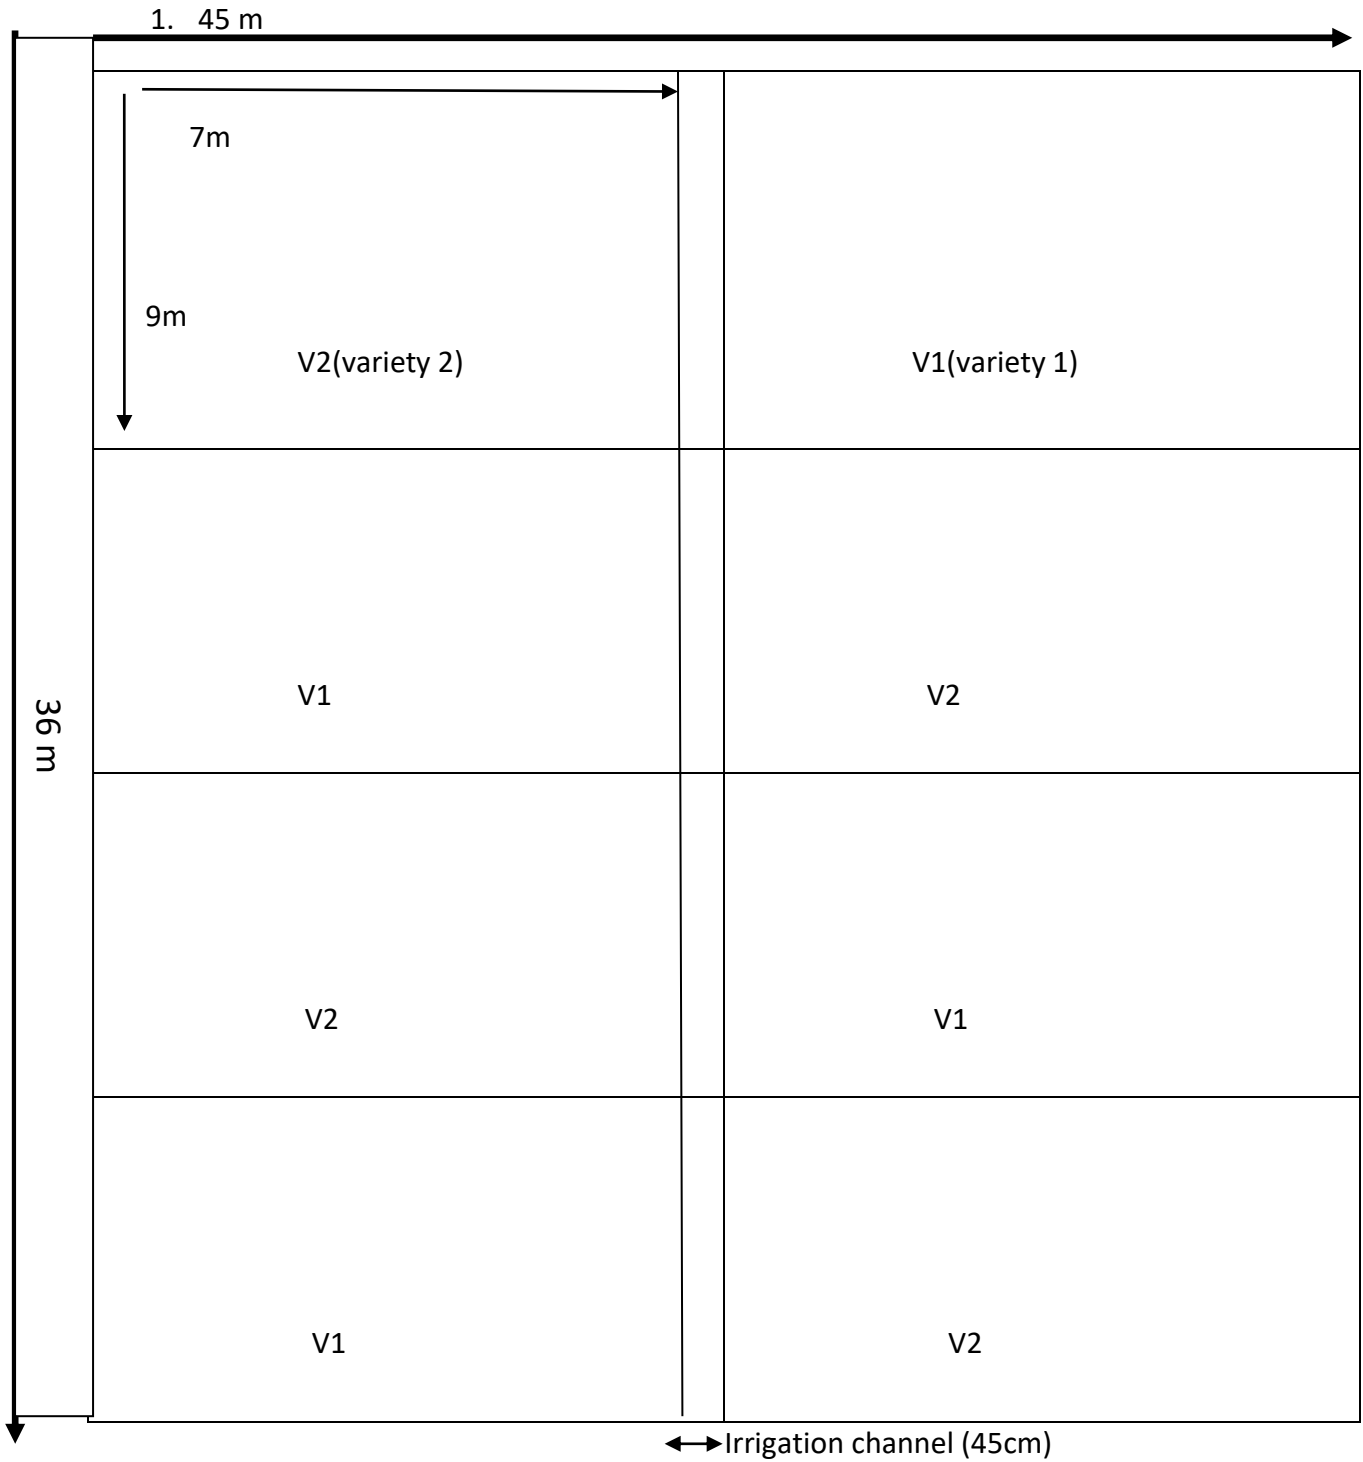 1. 45 m
7m
9m
V2(variety 2)
V1(variety 1)
V1
V2
36 m
V2
V1
V1
V2
Irrigation channel (45cm)